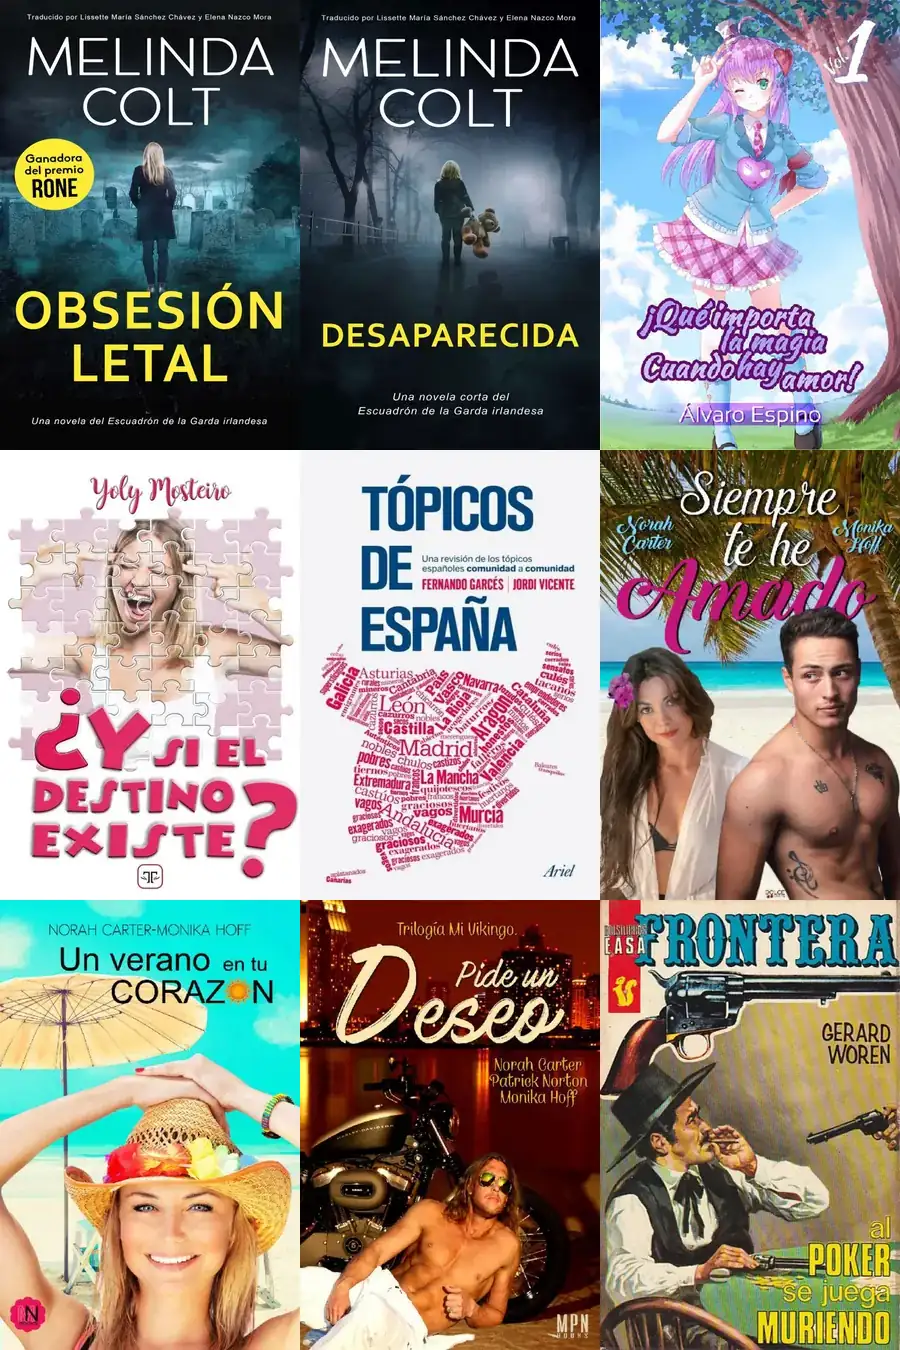 Traducido por Lissette María Sánchez Chávez y Elena Nazco Mora
MELINDA
COLT
Ganadora
del premio
RONE
OBSESIÓN
LETAL
Una novela del Escuadrón de la Garda irlandesa
Traducido por Lissette María Sánchez Chávez y Elena Nazco Mora
MELINDA
COLT
DESAPARECIDA
Una novela corta del
Escuadrón de la Garda irlandesa
Vol. 1
¡Qué importa
la magia
Cuando hay
amor!
Álvaro Espino
Yoly Mosteiro
¿Y SI EL
DESTINO
EXISTE?
TÓPICOS
DE
Una revisión de los tópicos
españoles comunidad a comunidad
FERNANDO GARCÉS | JORDI VICENTE
ESPAÑA
Galicia
Asturias
Cantabria
País Vasco
Navarra
La Rioja
Aragón
León
Castilla
Madrid
Valencia
Extremadura
La Mancha
Murcia
Andalucía
Canarias
Ariel
Siempre
te he
Amado
Norah
Carter
Monika
Hoff
NORAH CARTER-MONIKA HOFF
Un verano en tu
CORAZON
Trilogía Mi Vikingo.
Pide un
Deseo
Norah Carter
Patrick Norton
Monika Hoff
HARLEY-DAVIDSON
MPN
BOOKS
EASA
FRONTERA
GERARD
WOREN
al
POKER
se juega
MURIENDO